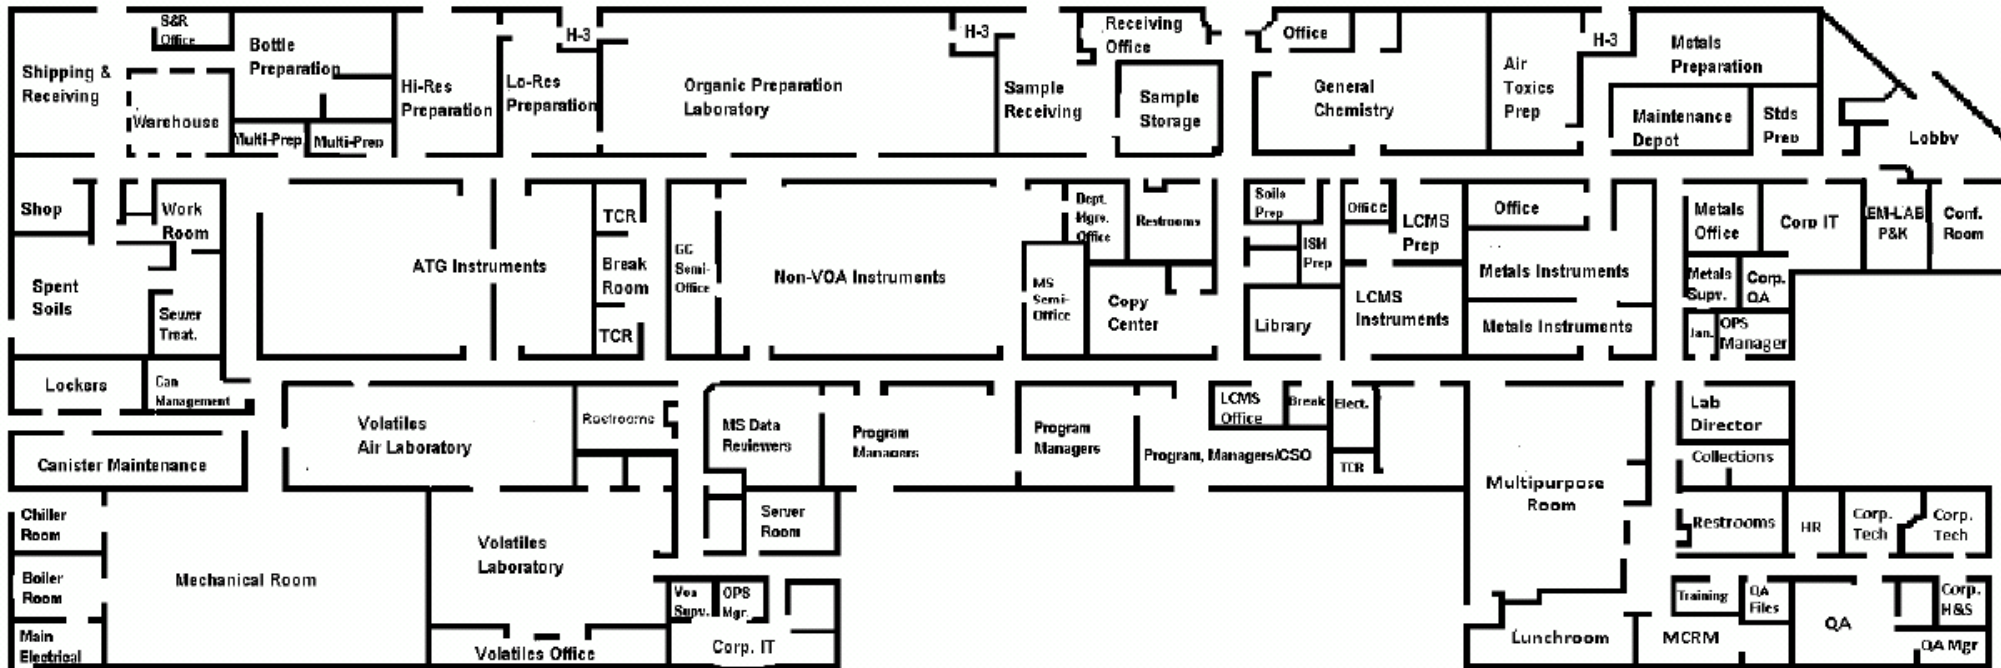 S&R
Office
Bottle
Preparation
Shipping &
Receiving
Warehouse
Multi-Prep
Multi-Prep
Hi-Res
Preparation
Lo-Res
Preparation
H-3
Organic Preparation
Laboratory
H-3
Sample
Receiving
Receiving
Office
Sample
Storage
Office
General
Chemistry
Air
Toxics
Prep
H-3
Metals
Preparation
Maintenance
Depot
Stds
Prep
Lobby
Shop
Work
Room
Spent
Soils
Sewer
Treat.
ATG Instruments
TCR
Break
Room
TCR
GC
Semi-
Office
Non-VOA Instruments
Dept.
Mgrs.
Office
Restrooms
MS
Semi-
Office
Copy
Center
Soils
Prep
ISM
Prep
Library
Office
LCMS
Prep
LCMS
Instruments
Office
Metals Instruments
Metals Instruments
Metals
Office
Corp IT
EM-LAB
P&K
Conf.
Room
Metals
Supv.
Corp.
QA
Jan.
OPS
Manager
Lockers
Can
Management
Canister Maintenance
Volatiles
Air Laboratory
Restrooms
MS Data
Reviewers
Program
Managers
Program
Managers
Program, Managers/CSO
LCMS
Office
Break
Elect.
TCR
Multipurpose
Room
Lab
Director
Collections
Restrooms
HR
Corp.
Tech
Corp.
Tech
Chiller
Room
Boiler
Room
Main
Electrical
Mechanical Room
Volatiles
Laboratory
Server
Room
Voa
Supv.
OPS
Mgr.
Corp. IT
Volatiles Office
Lunchroom
MCRM
Training
QA
Files
QA
Corp.
H&S
QA Mgr